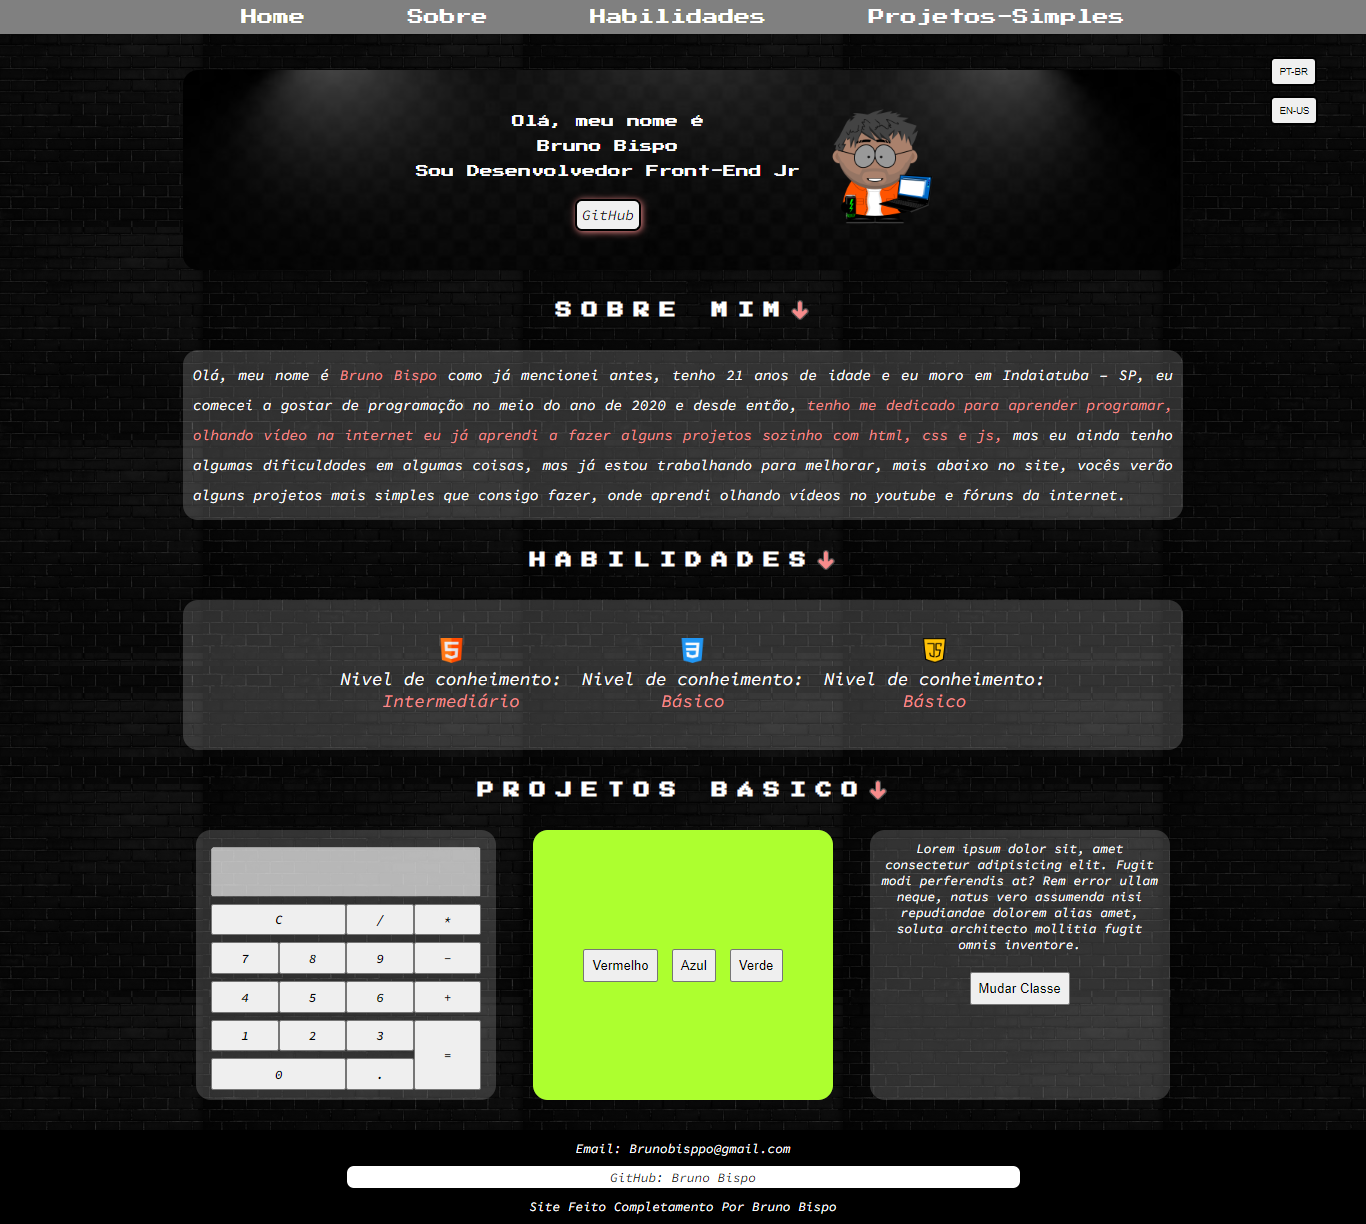 Home Sobre Habilidades Projetos-Simples
PT-BR
EN-US
Olá, meu nome é
Bruno Bispo
Sou Desenvolvedor Front-End Jr
GitHub
SOBRE MIM
Olá, meu nome é Bruno Bispo como já mencionei antes, tenho 21 anos de idade e eu moro em Indaiatuba – SP, eu
comecei a gostar de programação no meio do ano de 2020 e desde então, tenho me dedicado para aprender programar,
olhando vídeo na internet eu já aprendi a fazer alguns projetos sozinho com html, css e js, mas eu ainda tenho
algumas dificuldades em algumas coisas, mas já estou trabalhando para melhorar, mais abaixo no site, vocês verão
alguns projetos mais simples que consigo fazer, onde aprendi olhando vídeos no youtube e fóruns da internet.
HABILIDADES
5 3 JS
Nivel de conheimento: Nivel de conheimento: Nivel de conheimento:
Intermediário Básico Básico
PROJETOS BÁSICO
C / *
7 8 9 -
4 5 6 +
1 2 3
=
0 .
Vermelho Azul Verde
Lorem ipsum dolor sit, amet
consectetur adipisicing elit. Fugit
modi perferendis at? Rem error ullam
neque, natus vero assumenda nisi
repudiandae dolorem alias amet,
soluta architecto mollitia fugit
omnis inventore.
Mudar Classe
Email: Brunobisppo@gmail.com
GitHub: Bruno Bispo
Site Feito Completamento Por Bruno Bispo